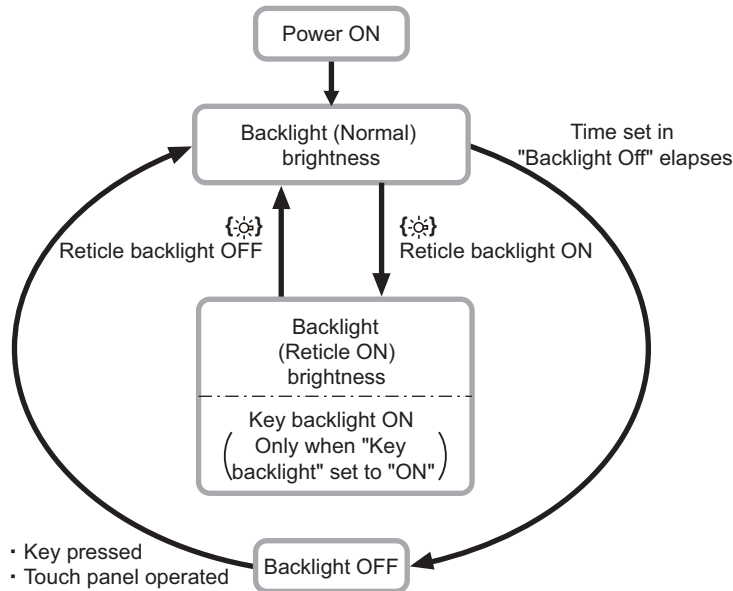 Power ON
Backlight (Normal)
brightness
Time set in
"Backlight Off" elapses
{ }
Reticle backlight OFF
{ }
Reticle backlight ON
Backlight
(Reticle ON)
brightness
Key backlight ON
(Only when "Key
backlight" set to "ON")
・Key pressed
・Touch panel operated
Backlight OFF